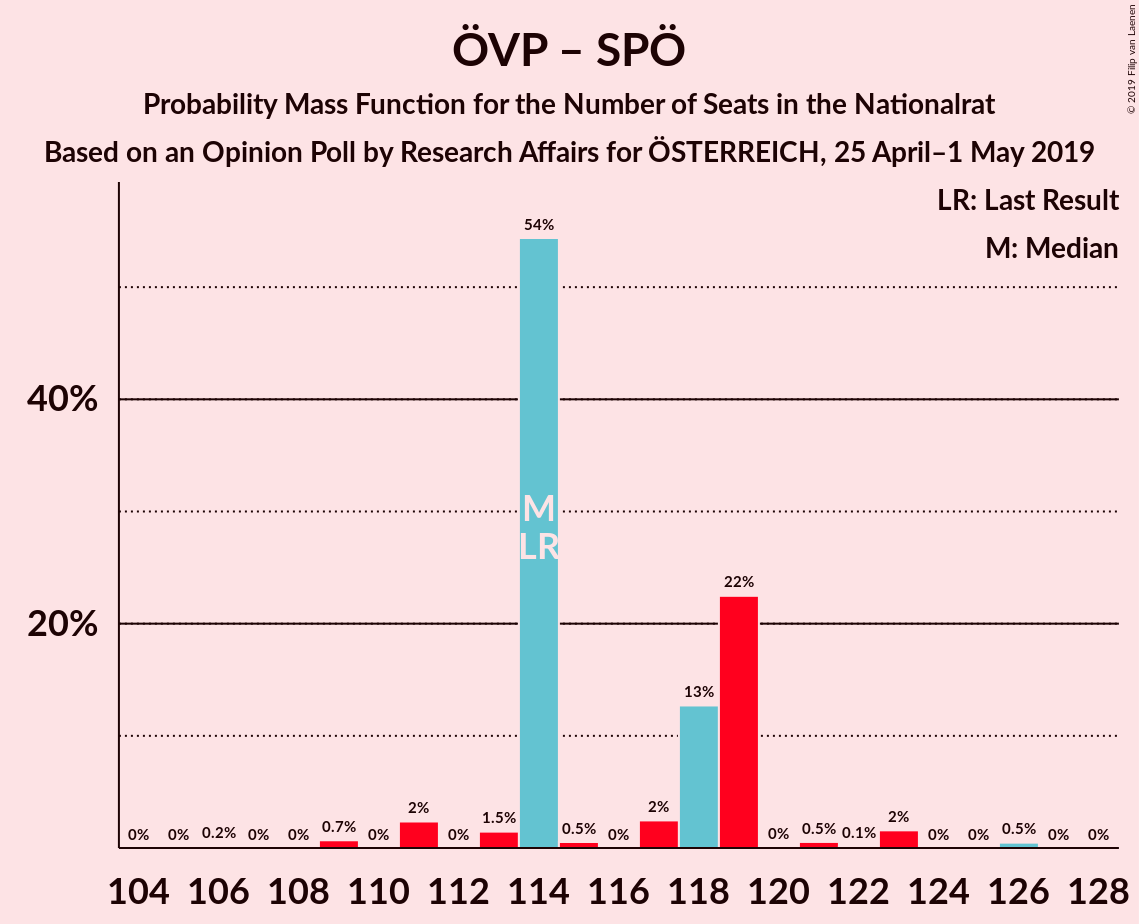 ÖVP – SPÖ
Probability Mass Function for the Number of Seats in the Nationalrat
Based on an Opinion Poll by Research Affairs for ÖSTERREICH, 25 April–1 May 2019
© 2019 Filip van Laenen
LR: Last Result
M: Median
40%
20%
0% 0% 0.2% 0% 0% 0.7% 0% 2% 0% 1.5% 54% 0.5% 0% 2% 13% 22% 0% 0.5% 0.1% 2% 0% 0% 0.5% 0% 0%
M
LR
104 106 108 110 112 114 116 118 120 122 124 126 128